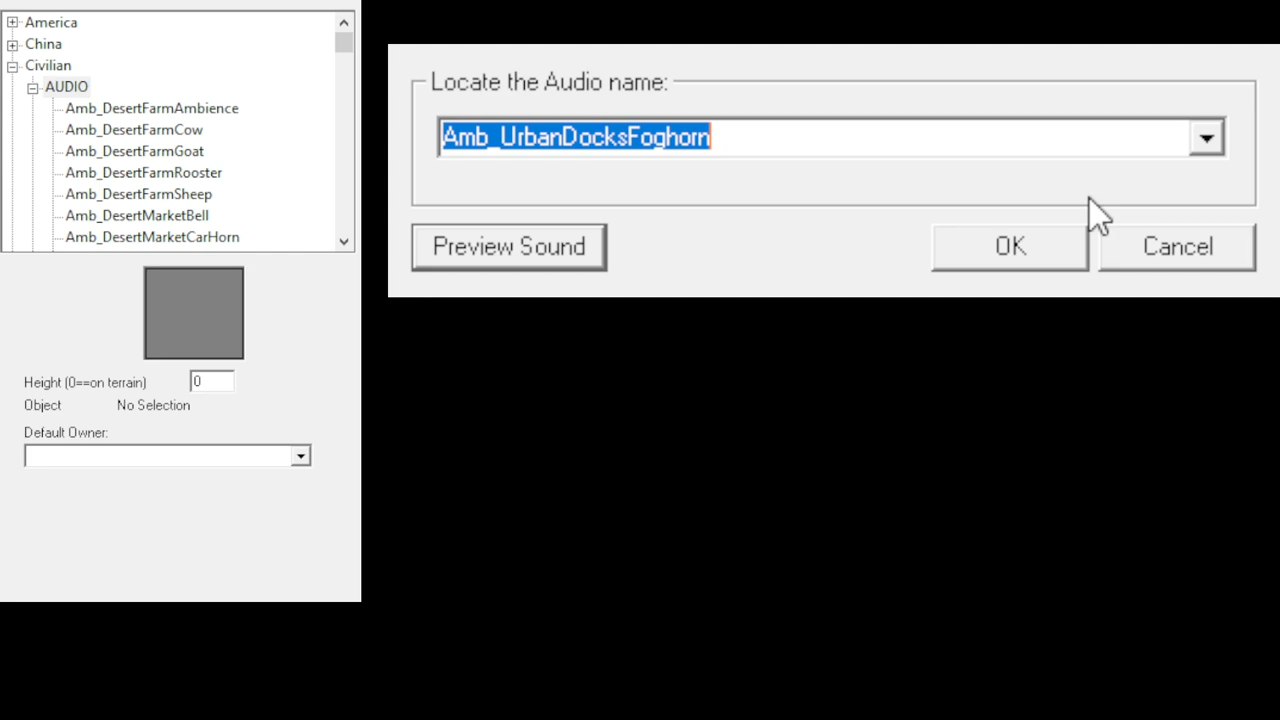 America
China
Civilian
AUDIO
Amb_DesertFarmAmbience
Amb_DesertFarmCow
Amb_DesertFarmGoat
Amb_DesertFarmRooster
Amb_DesertFarmSheep
Amb_DesertMarketBell
Amb_DesertMarketCarHorn
Height (0==on terrain) 0
Object No Selection
Default Owner:
Locate the Audio name:
Amb_UrbanDocksFoghorn
Preview Sound OK Cancel